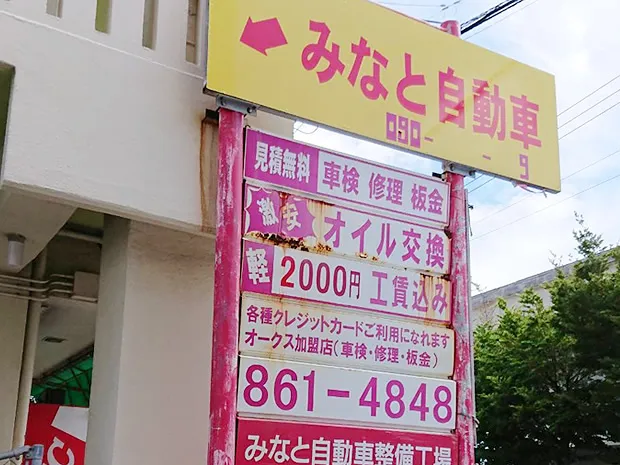 みなと自動車
090-    -    9
見積無料 車検 修理 板金
激安 オイル交換
軽 2000円 工賃込み
各種クレジットカードご利用になれます
オークス加盟店(車検・修理・板金)
861-4848
みなと自動車整備工場